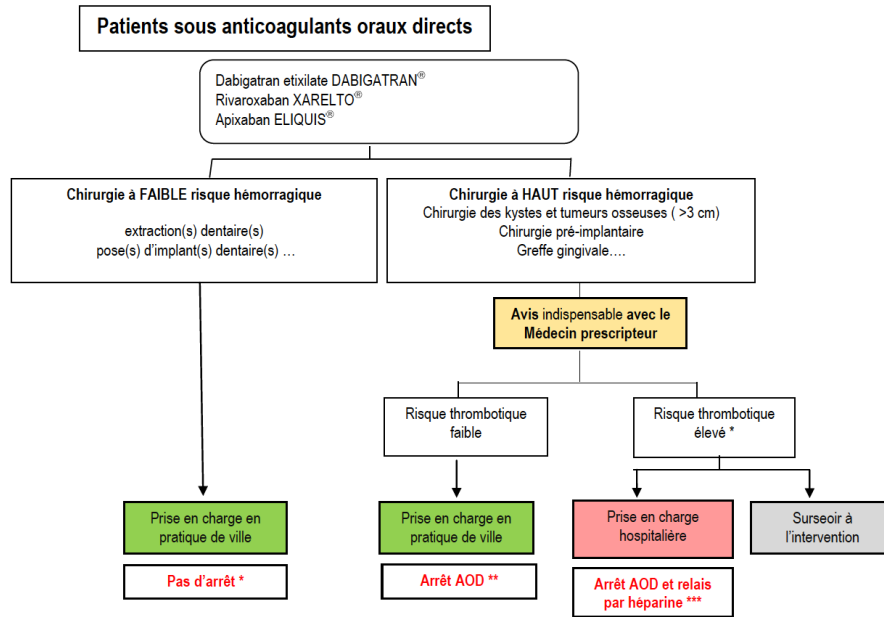 Patients sous anticoagulants oraux directs
Dabigatran etixilate DABIGATRAN®
Rivaroxaban XARELTO®
Apixaban ELIQUIS®
Chirurgie à FAIBLE risque hémorragique
extraction(s) dentaire(s)
pose(s) d'implant(s) dentaire(s) …
Chirurgie à HAUT risque hémorragique
Chirurgie des kystes et tumeurs osseuses ( >3 cm)
Chirurgie pré-implantaire
Greffe gingivale….
Avis indispensable avec le
Médecin prescripteur
Risque thrombotique
faible
Risque thrombotique
élevé *
Prise en charge en
pratique de ville
Prise en charge en
pratique de ville
Prise en charge
hospitalière
Surseoir à
l'intervention
Pas d'arrêt *
Arrêt AOD **
Arrêt AOD et relais
par héparine ***